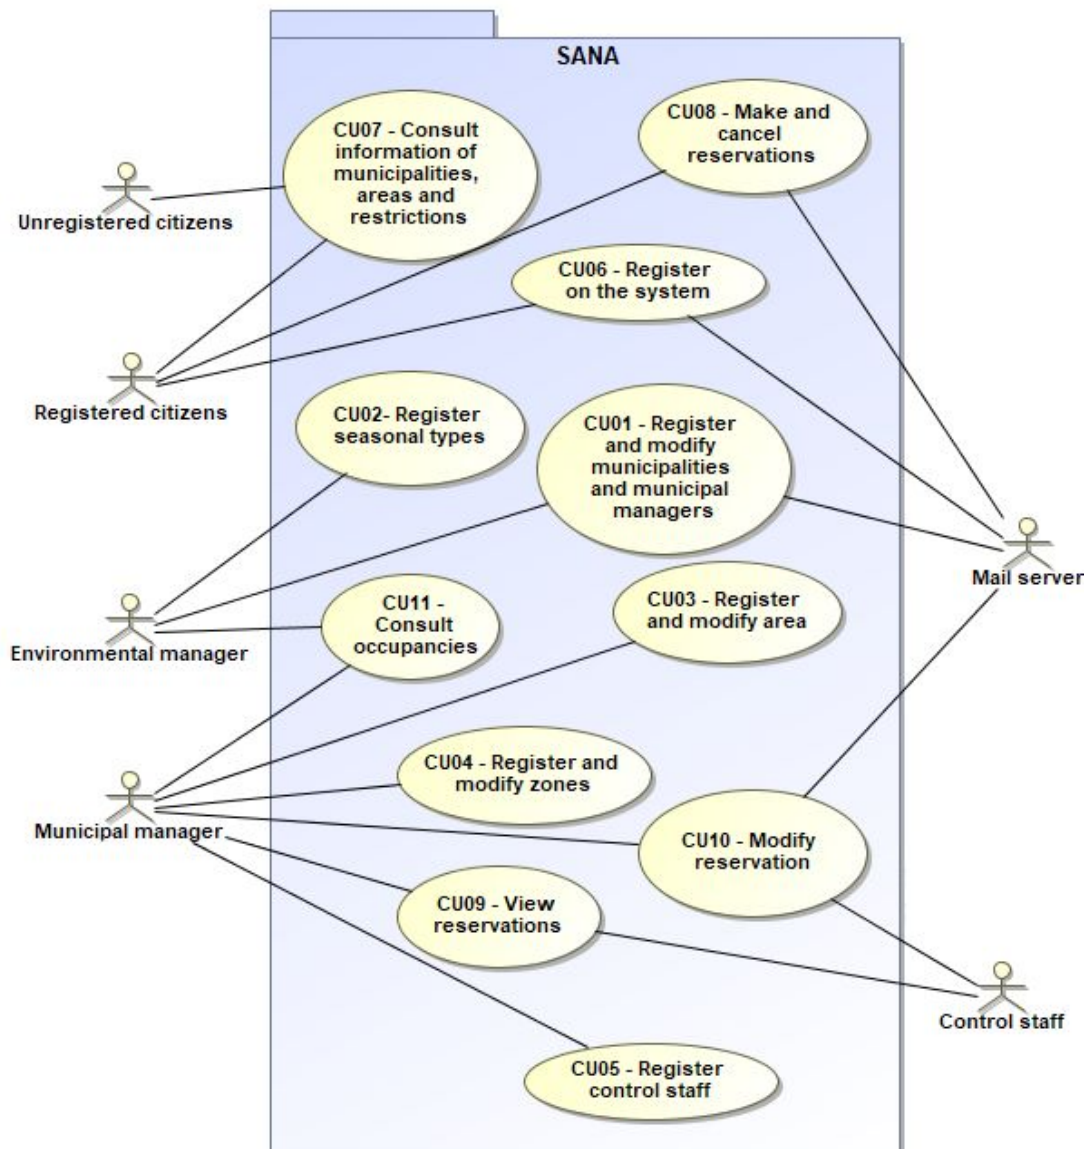 SANA
CU07 - Consult
information of
municipalities,
areas and
restrictions
CU08 - Make and
cancel
reservations
Unregistered citizens
CU06 - Register
on the system
Registered citizens
CU02- Register
seasonal types
CU01 - Register
and modify
municipalities
and municipal
managers
Mail server
CU11 -
Consult
occupancies
CU03 - Register
and modify area
Environmental manager
CU04 - Register and
modify zones
Municipal manager
CU10 - Modify
reservation
CU09 - View
reservations
Control staff
CU05 - Register
control staff